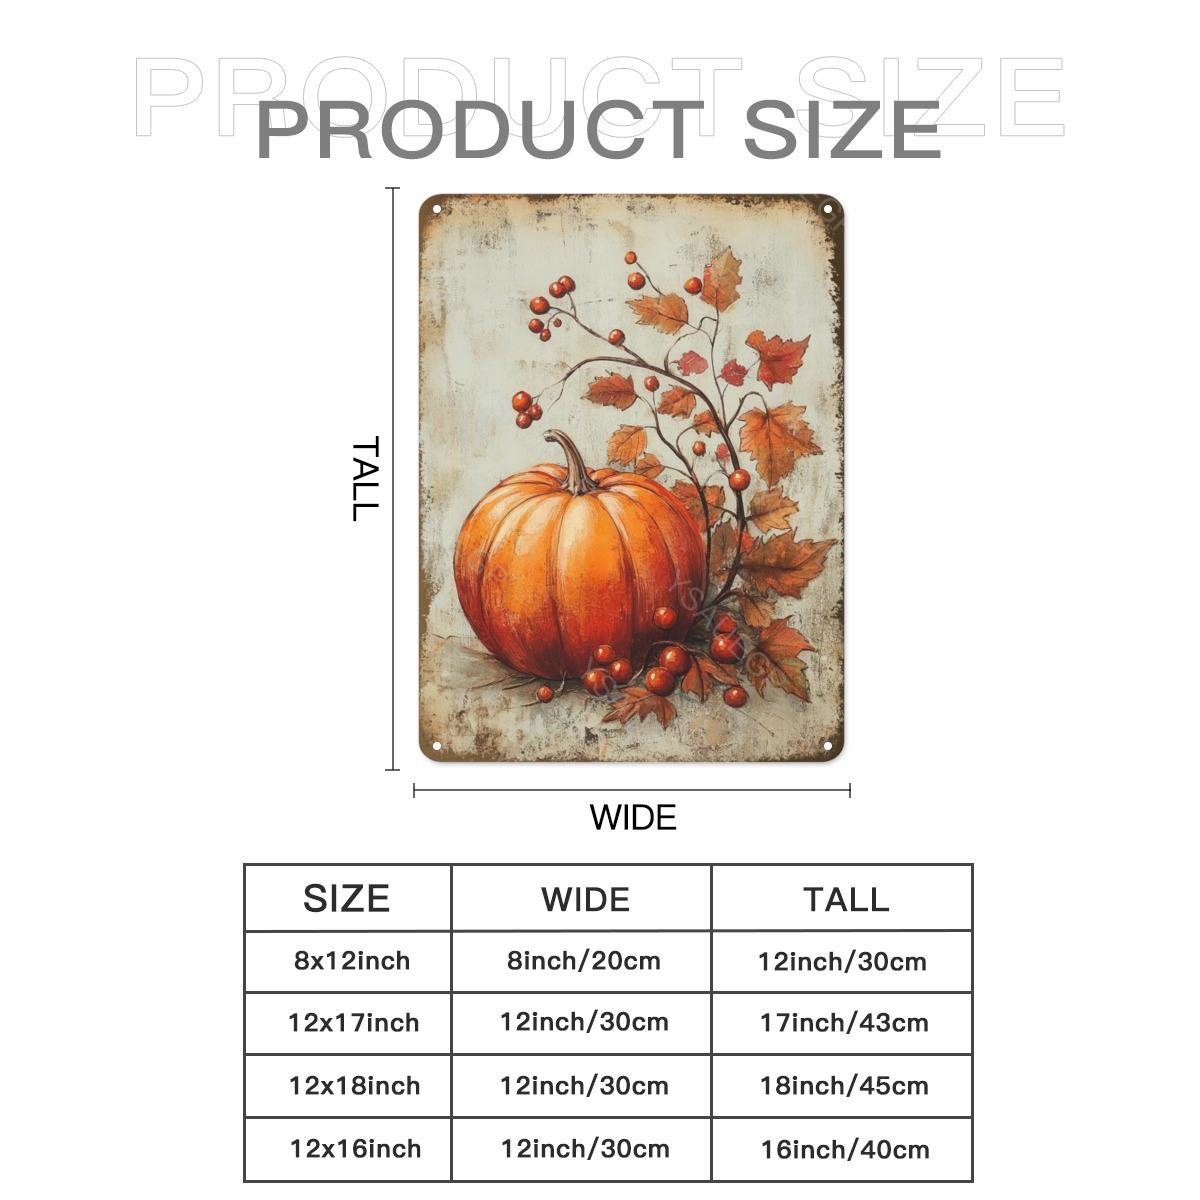 PRODUCT SIZE
PRODUCT SIZE
TALL
WIDE
SIZE WIDE TALL
8x12inch 8inch/20cm 12inch/30cm
12x17inch 12inch/30cm 17inch/43cm
12x18inch 12inch/30cm 18inch/45cm
12x16inch 12inch/30cm 16inch/40cm